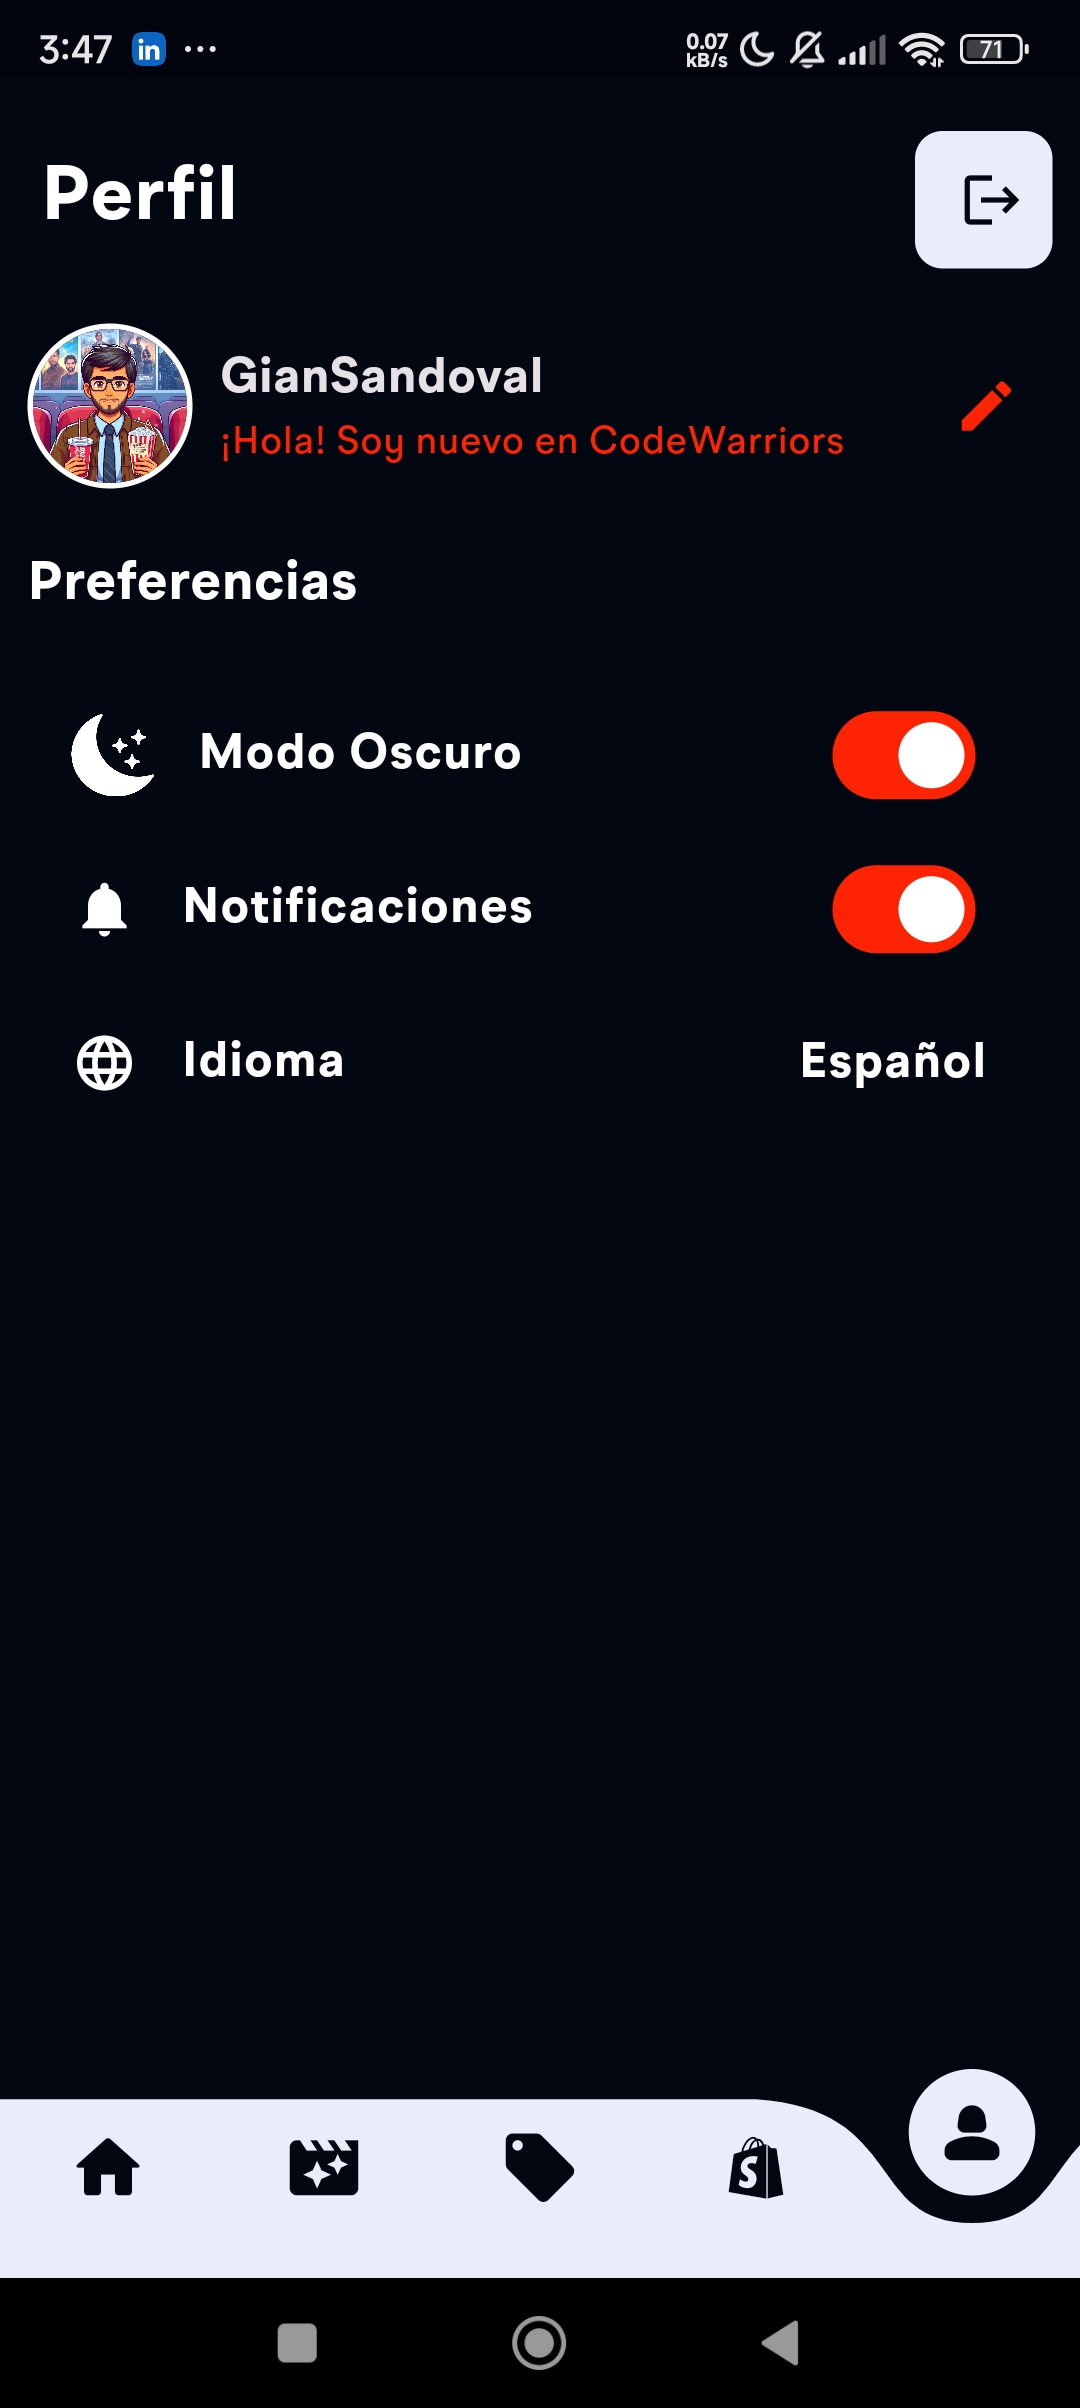 3:47 in ... 0.07 kB/s 71
Perfil
GianSandoval
¡Hola! Soy nuevo en CodeWarriors
Preferencias
Modo Oscuro
Notificaciones
Idioma Español